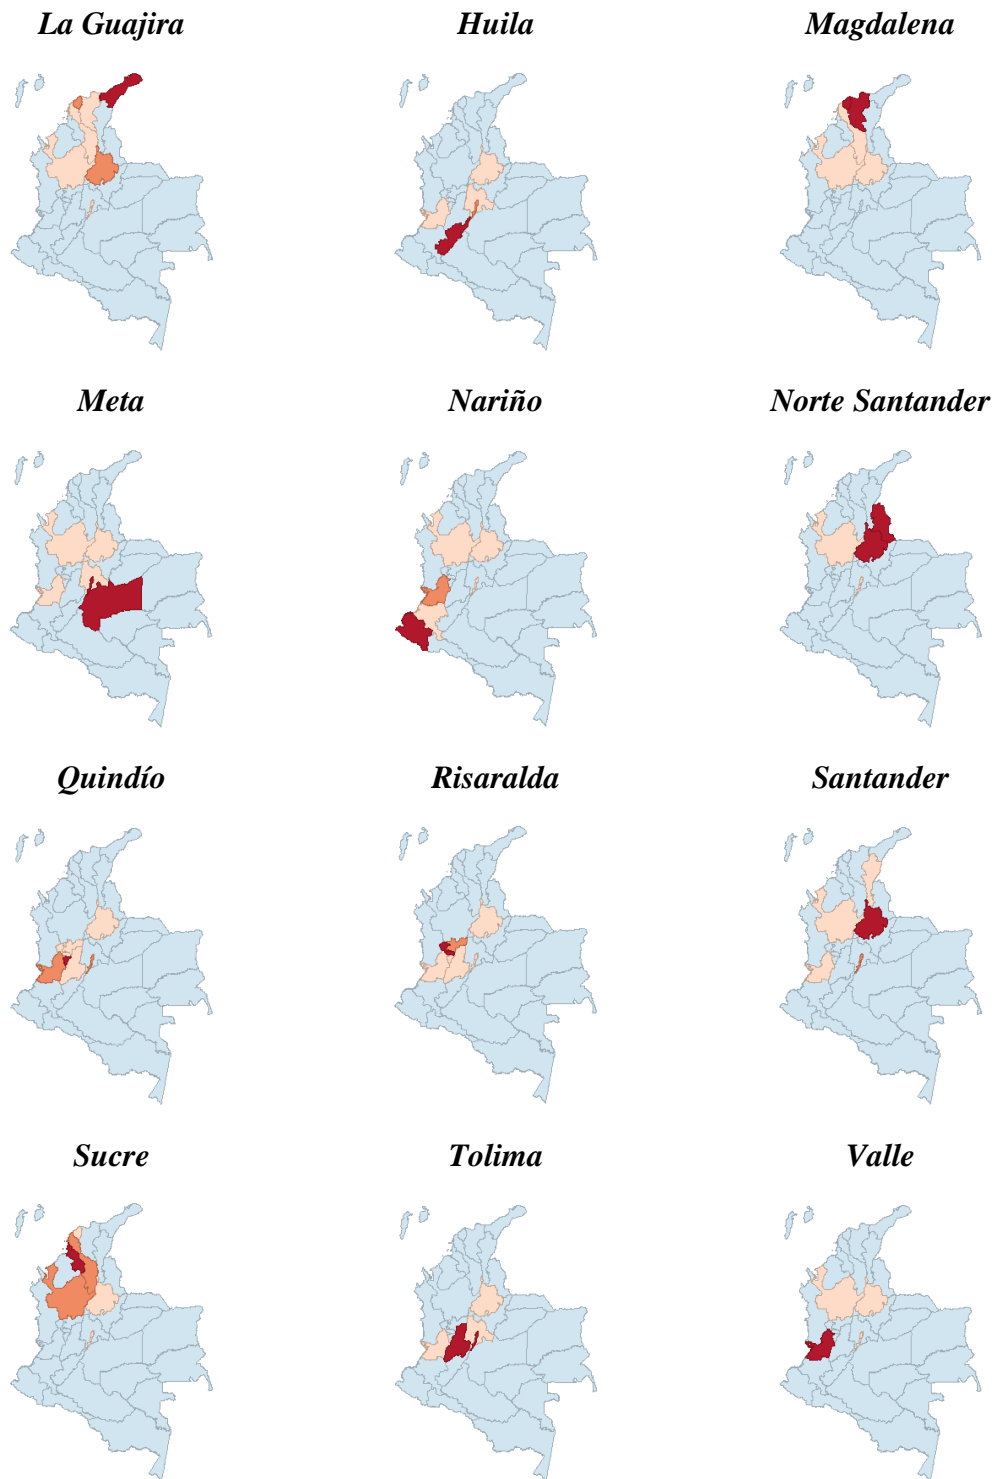 La Guajira
Huila
Magdalena
Meta
Nariño
Norte Santander
Quindío
Risaralda
Santander
Sucre
Tolima
Valle